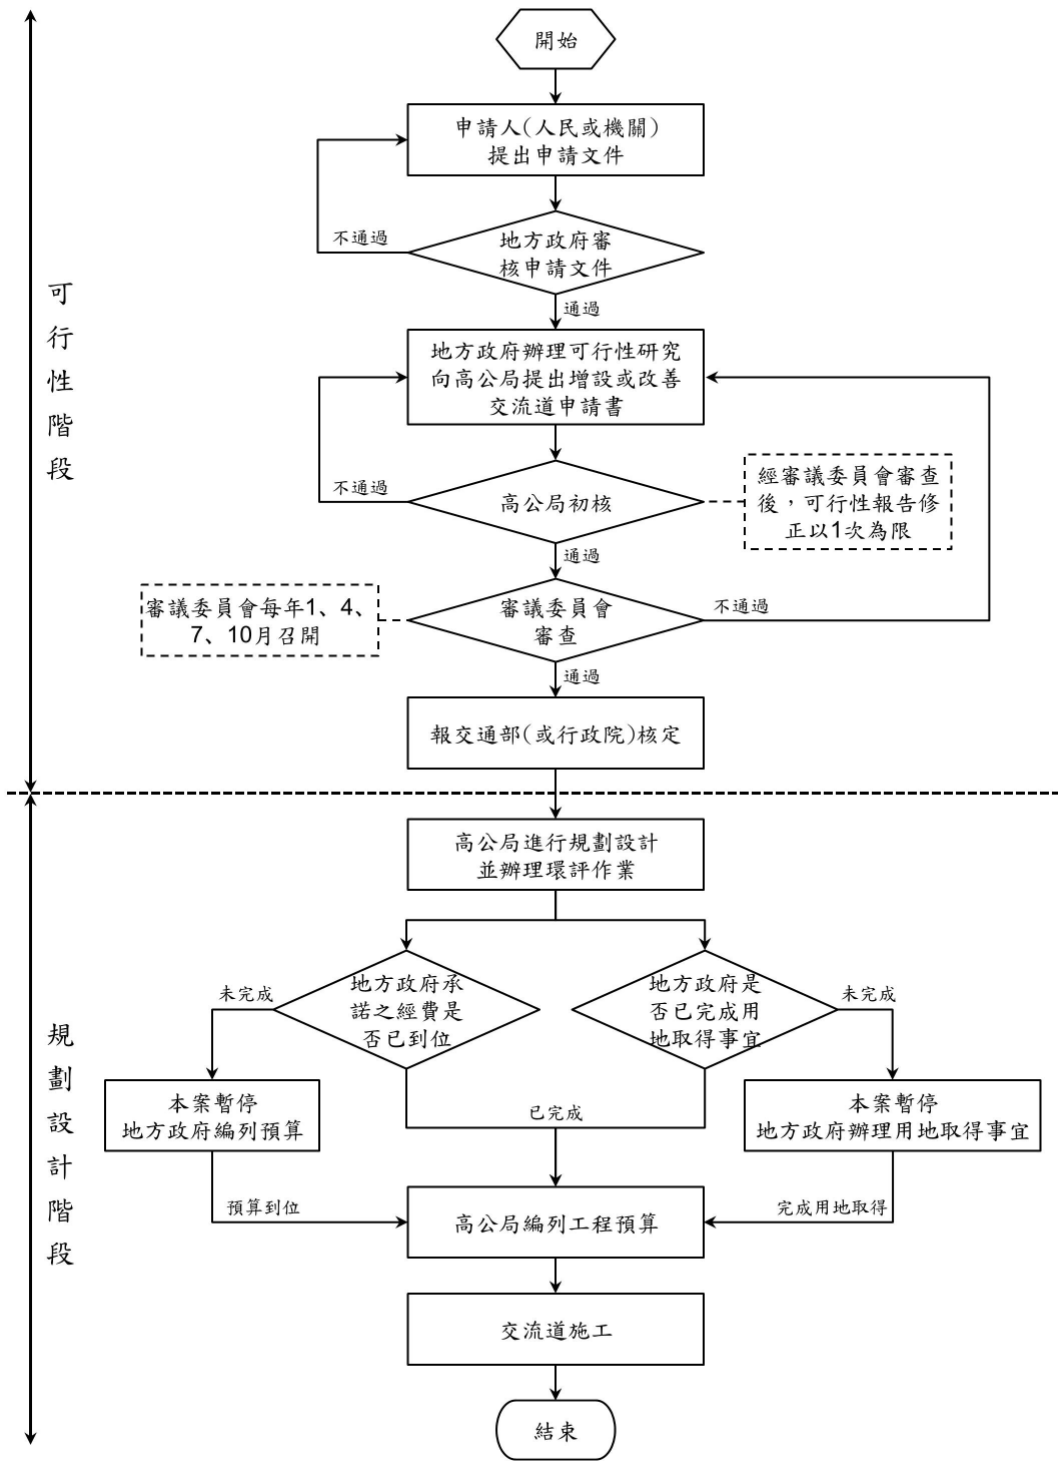 開始
申請人(人民或機關)
提出申請文件
不通過
地方政府審
核申請文件
通過
地方政府辦理可行性研究
向高公局提出增設或改善
交流道申請書
不通過
高公局初核
經審議委員會審查
後，可行性報告修
正以1次為限
通過
審議委員會每年1、4、
7、10月召開
審議委員會
審查
不通過
通過
報交通部(或行政院)核定
可行性階段
高公局進行規劃設計
並辦理環評作業
未完成
地方政府承
諾之經費是
否已到位
地方政府是
否已完成用
地取得事宜
未完成
本案暫停
地方政府編列預算
已完成
本案暫停
地方政府辦理用地取得事宜
預算到位
高公局編列工程預算
完成用地取得
交流道施工
結束
規劃設計階段